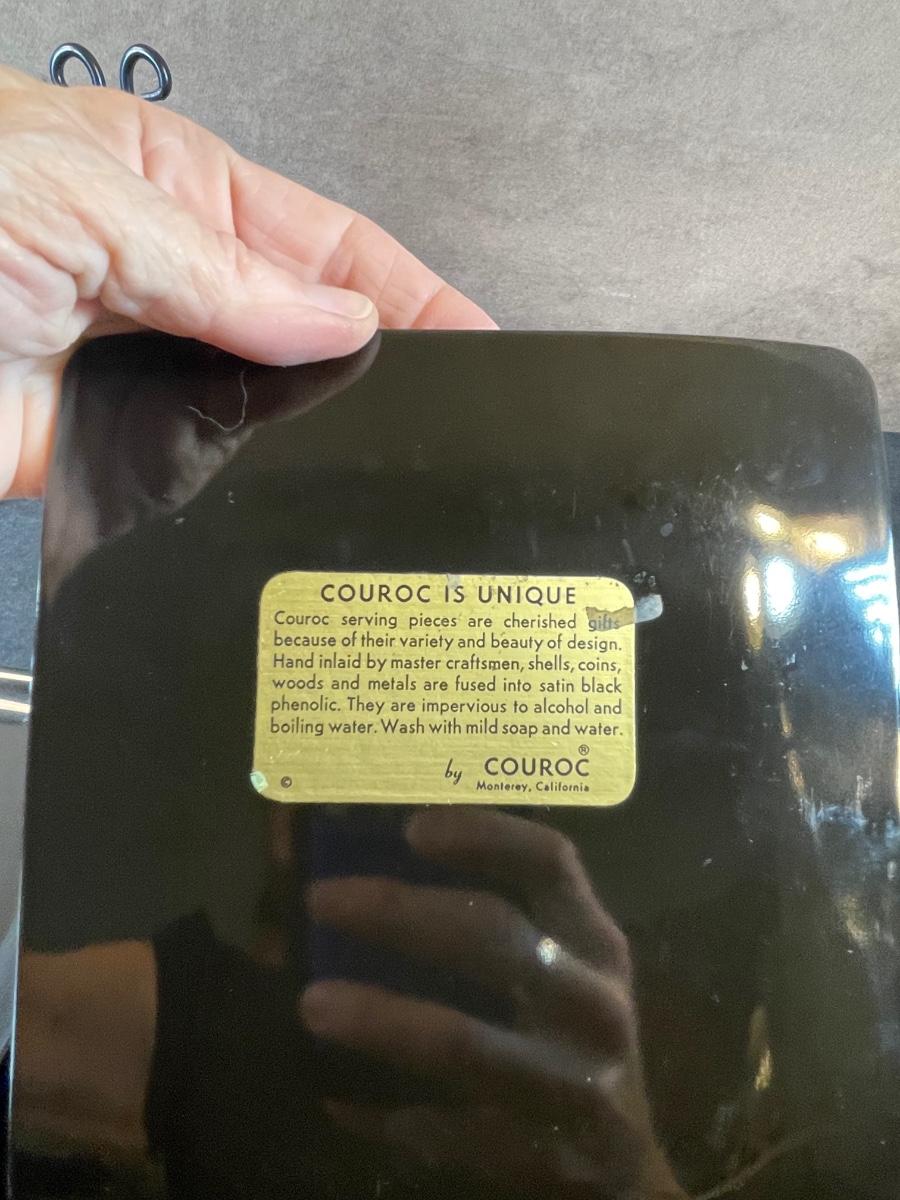 COUROC IS UNIQUE
Couroc serving pieces are cherished gifts
because of their variety and beauty of design.
Hand inlaid by master craftsmen, shells, coins,
woods and metals are fused into satin black
phenolic. They are impervious to alcohol and
boiling water. Wash with mild soap and water.
©
by COUROC®
Monterey, California